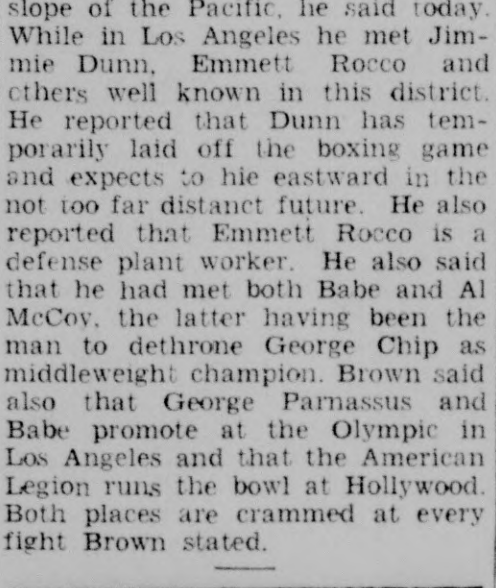 slope of the Pacific, he said today.
While in Los Angeles he met Jim-
mie Dunn, Emmett Rocco and
others well known in this district.
He reported that Dunn has tem-
porarily laid off the boxing game
and expects to hie eastward in the
not too far distanct future. He also
reported that Emmett Rocco is a
defense plant worker. He also said
that he had met both Babe and Al
McCoy, the latter having been the
man to dethrone George Chip as
middleweight champion. Brown said
also that George Parnassus and
Babe promote at the Olympic in
Los Angeles and that the American
Legion runs the bowl at Hollywood.
Both places are crammed at every
fight Brown stated.